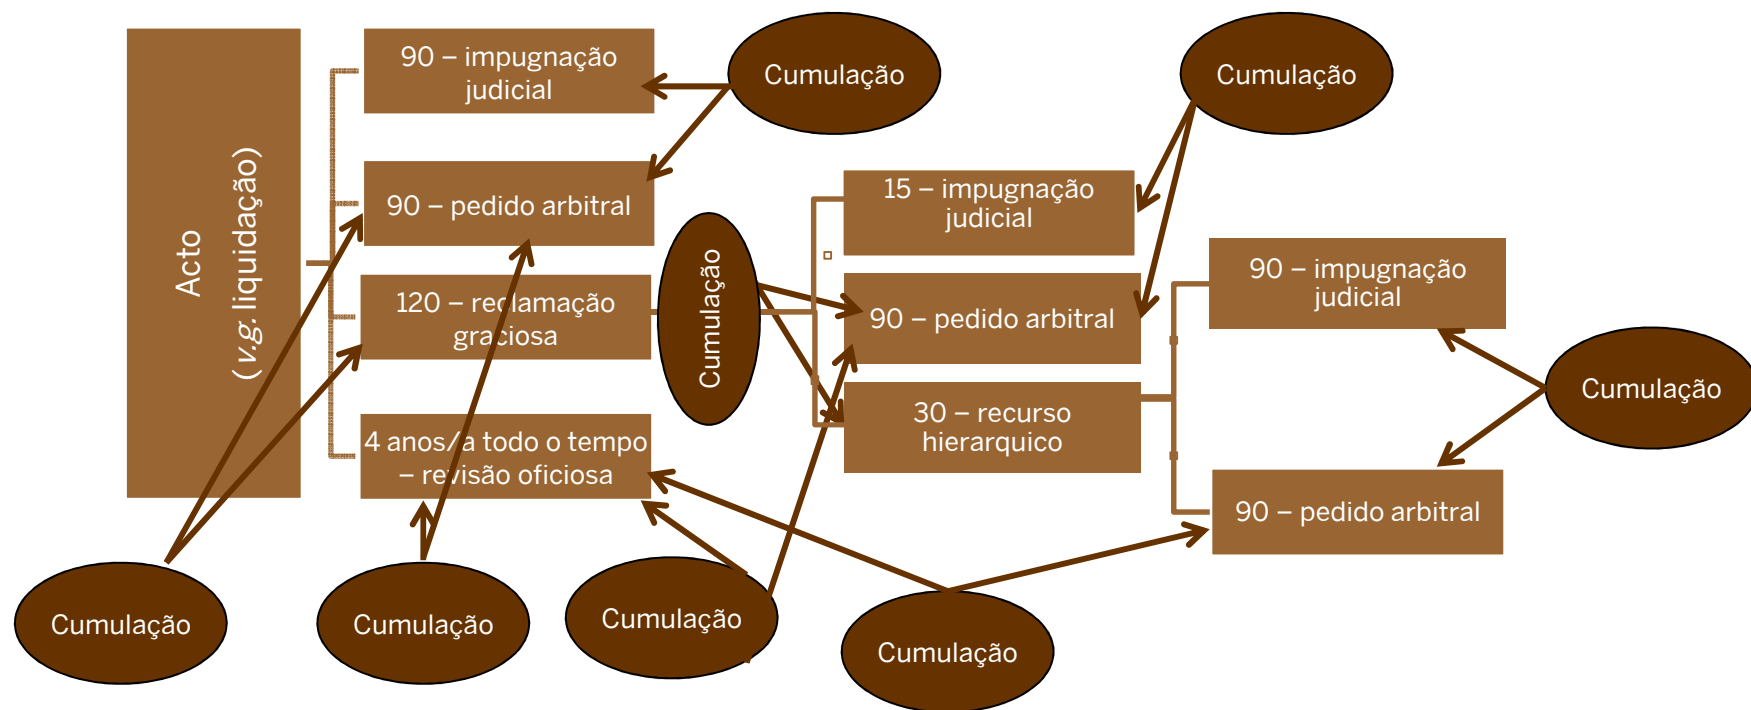 Acto
(v.g. liquidação)
90 – impugnação
judicial
90 – pedido arbitral
120 – reclamação
graciosa
4 anos/a todo o tempo
– revisão oficiosa
Cumulação
Cumulação
Cumulação
15 – impugnação
judicial
90 – pedido arbitral
30 – recurso
hierarquico
90 – impugnação
judicial
90 – pedido arbitral
Cumulação
Cumulação
Cumulação
Cumulação
Cumulação